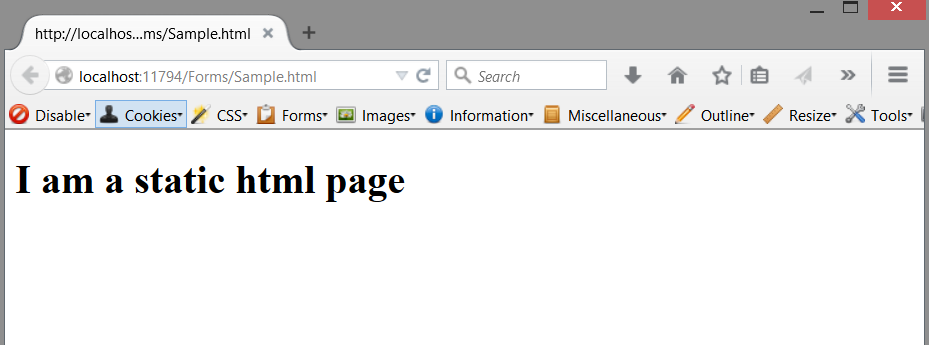 http://localhos...ms/Sample.html
localhost:11794/Forms/Sample.html
Search
Disable Cookies CSS Forms Images Information Miscellaneous Outline Resize Tools
I am a static html page